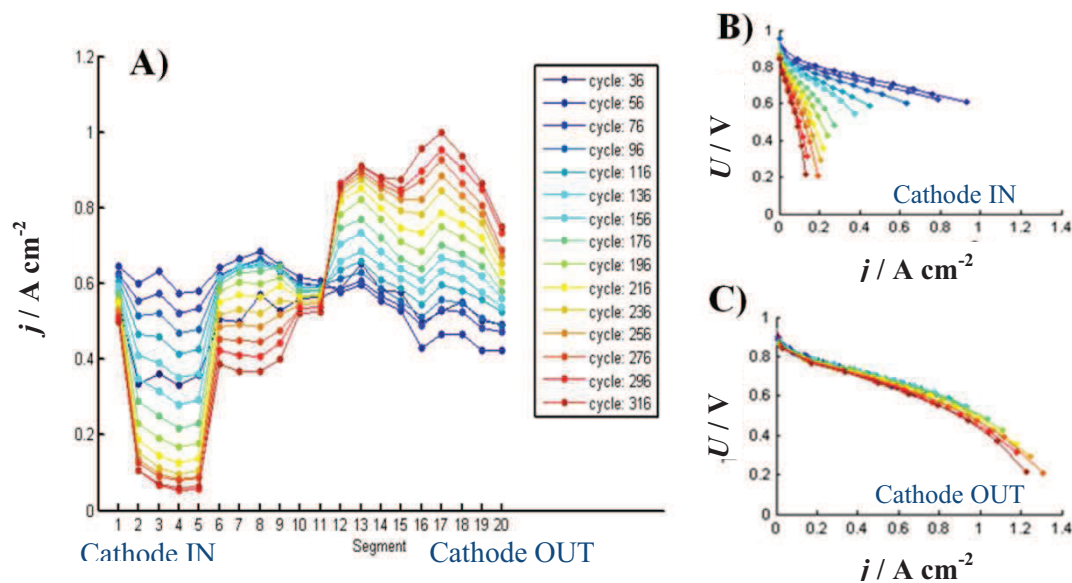 A)
1.2
1
0.8
0.6
0.4
0.2
0
j / A cm-2
1 2 3 4 5 6 7 8 9 10 11 12 13 14 15 16 17 18 19 20
Segment
Cathode IN
Cathode OUT
cycle: 36
cycle: 56
cycle: 76
cycle: 96
cycle: 116
cycle: 136
cycle: 156
cycle: 176
cycle: 196
cycle: 216
cycle: 236
cycle: 256
cycle: 276
cycle: 296
cycle: 316
B)
1
0.8
0.6
0.4
0.2
0
U / V
Cathode IN
0 0.2 0.4 0.6 0.8 1 1.2 1.4
j / A cm-2
C)
1
0.8
0.6
0.4
0.2
0
U / V
Cathode OUT
0 0.2 0.4 0.6 0.8 1 1.2 1.4
j / A cm-2